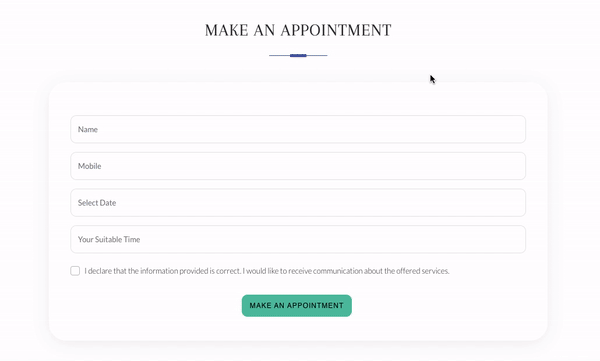 MAKE AN APPOINTMENT
Name
Mobile
Select Date
Your Suitable Time
I declare that the information provided is correct. I would like to receive communication about the offered services.
MAKE AN APPOINTMENT